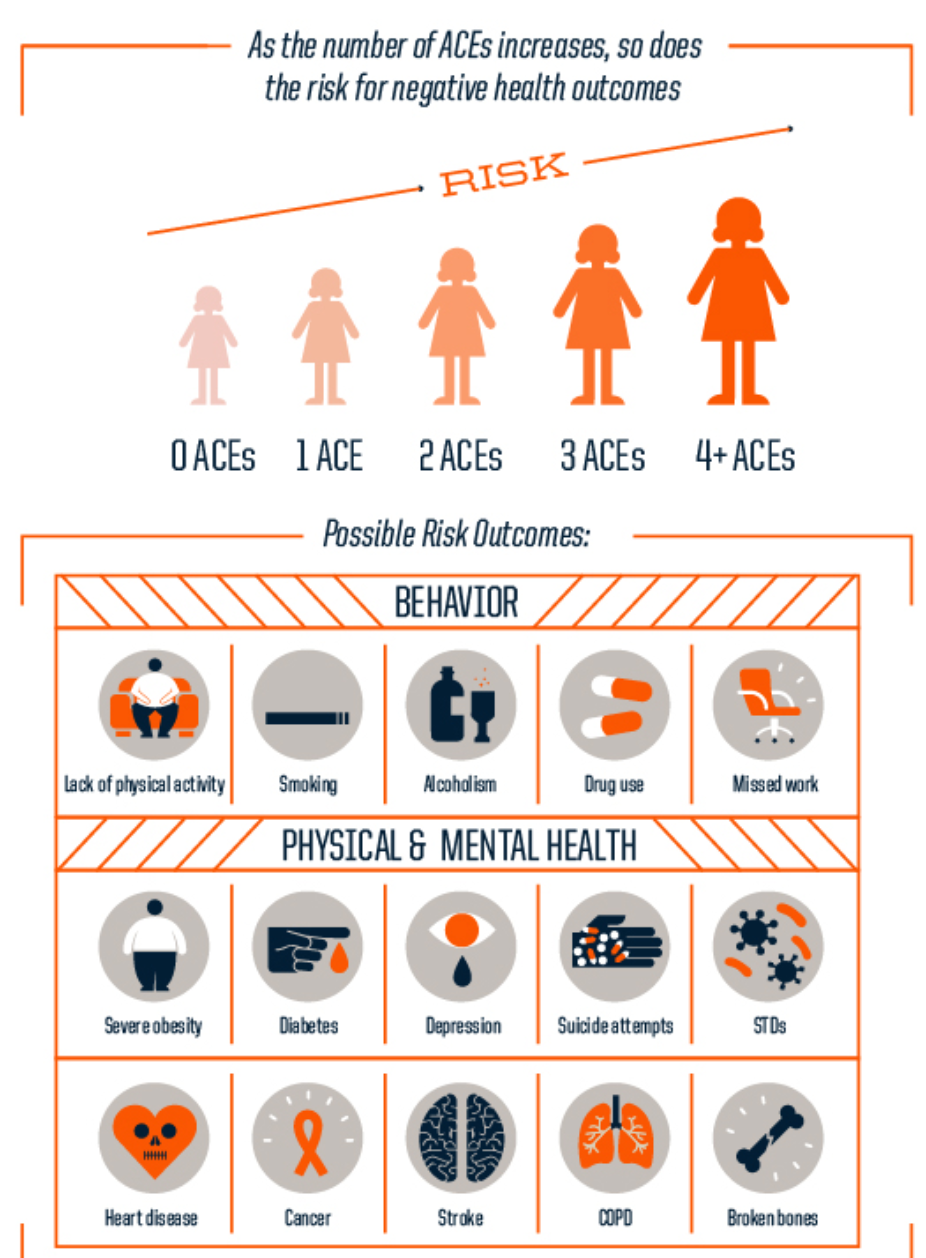 As the number of ACEs increases, so does
the risk for negative health outcomes
RISK
0 ACEs
1 ACE
2 ACEs
3 ACEs
4+ ACEs
Possible Risk Outcomes:
BEHAVIOR
Lack of physical activity
Smoking
Alcoholism
Drug use
Missed work
PHYSICAL & MENTAL HEALTH
Severe obesity
Diabetes
Depression
Suicide attempts
STDs
Heart disease
Cancer
Stroke
COPD
Broken bones